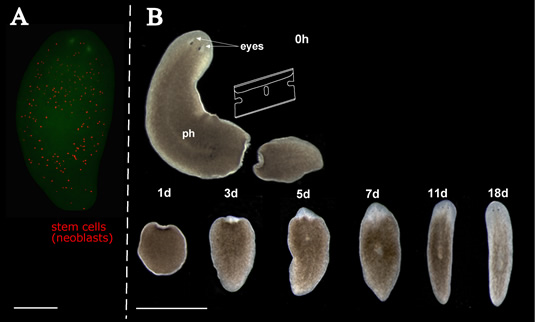 A
B
0h
eyes
ph
stem cells
(neoblasts)
1d
3d
5d
7d
11d
18d